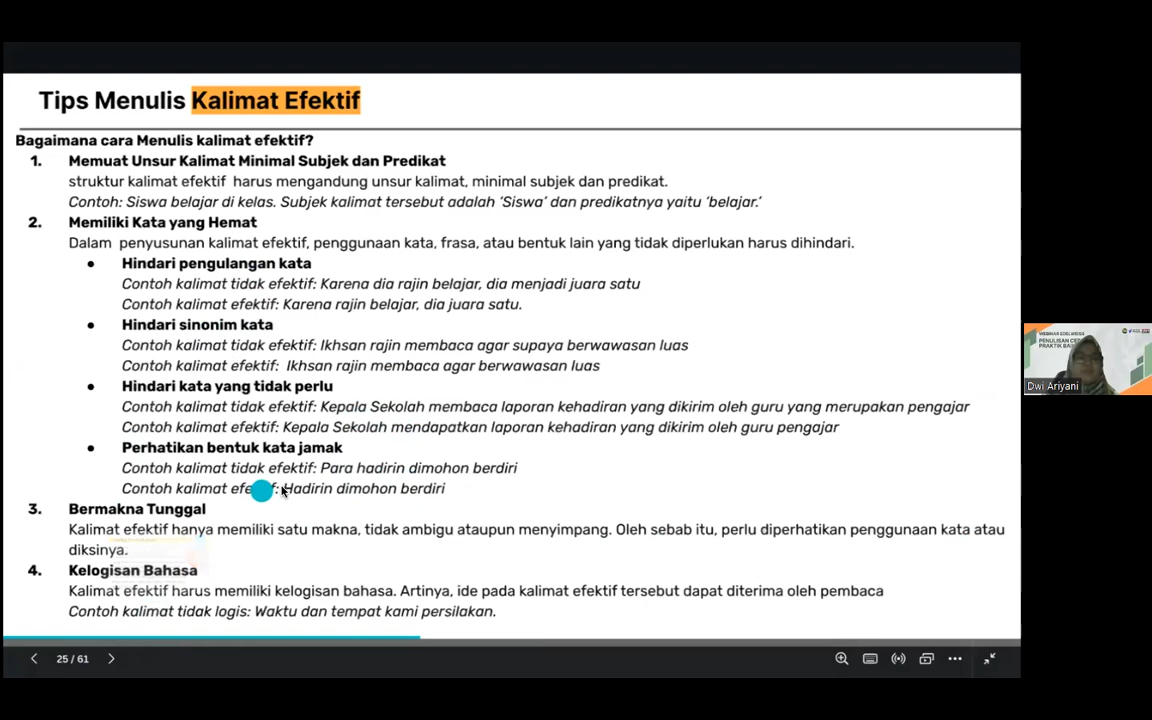 Tips Menulis Kalimat Efektif
Bagaimana cara Menulis kalimat efektif?
1. Memuat Unsur Kalimat Minimal Subjek dan Predikat
struktur kalimat efektif harus mengandung unsur kalimat, minimal subjek dan predikat.
Contoh: Siswa belajar di kelas. Subjek kalimat tersebut adalah ‘Siswa’ dan predikatnya yaitu ‘belajar.’
2. Memiliki Kata yang Hemat
Dalam penyusunan kalimat efektif, penggunaan kata, frasa, atau bentuk lain yang tidak diperlukan harus dihindari.
● Hindari pengulangan kata
Contoh kalimat tidak efektif: Karena dia rajin belajar, dia menjadi juara satu
Contoh kalimat efektif: Karena rajin belajar, dia juara satu.
● Hindari sinonim kata
Contoh kalimat tidak efektif: Ikhsan rajin membaca agar supaya berwawasan luas
Contoh kalimat efektif: Ikhsan rajin membaca agar berwawasan luas
● Hindari kata yang tidak perlu
Contoh kalimat tidak efektif: Kepala Sekolah membaca laporan kehadiran yang dikirim oleh guru yang merupakan pengajar
Contoh kalimat efektif: Kepala Sekolah mendapatkan laporan kehadiran yang dikirim oleh guru pengajar
● Perhatikan bentuk kata jamak
Contoh kalimat tidak efektif: Para hadirin dimohon berdiri
Contoh kalimat efektif: Hadirin dimohon berdiri
3. Bermakna Tunggal
Kalimat efektif hanya memiliki satu makna, tidak ambigu ataupun menyimpang. Oleh sebab itu, perlu diperhatikan penggunaan kata atau
diksinya.
4. Kelogisan Bahasa
Kalimat efektif harus memiliki kelogisan bahasa. Artinya, ide pada kalimat efektif tersebut dapat diterima oleh pembaca
Contoh kalimat tidak logis: Waktu dan tempat kami persilakan.
25 / 61
WEBINAR EDELWEISS
PENULISAN
PRAKTIK
Dwi Ariyani